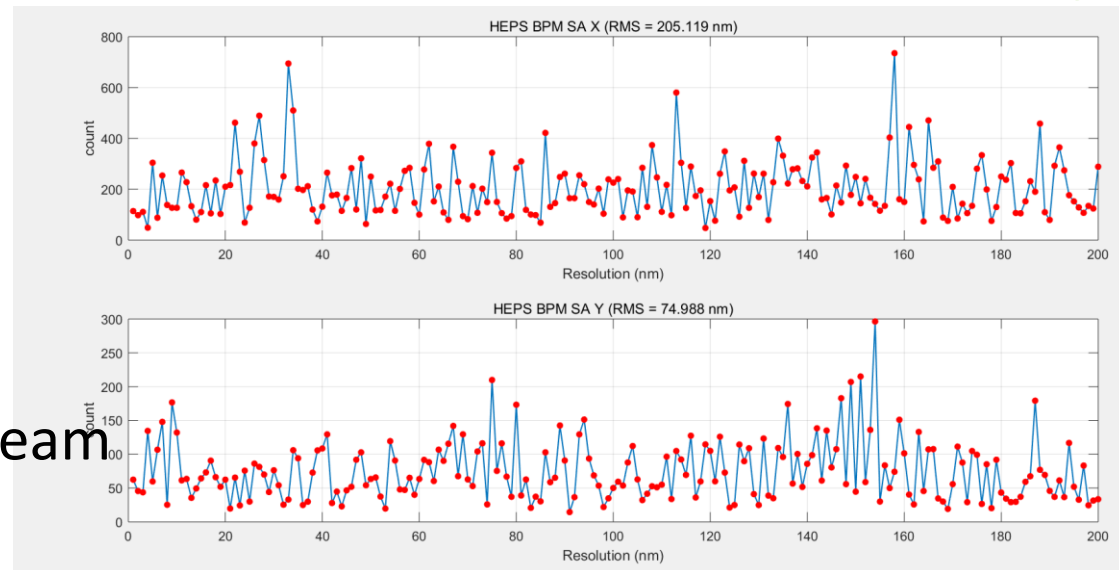 HEPS BPM SA X (RMS = 205.119 nm)
800
600
400
200
0
count
0 20 40 60 80 100 120 140 160 180 200
Resolution (nm)
HEPS BPM SA Y (RMS = 74.988 nm)
300
250
200
150
100
50
0
count
eam
0 20 40 60 80 100 120 140 160 180 200
Resolution (nm)